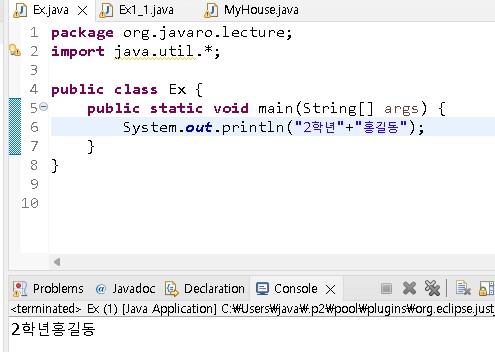 Ex.java Ex1_1.java MyHouse.java
1 package org.javaro.lecture;
2 import java.util.*;
3
4 public class Ex {
5 public static void main(String[] args) {
6 System.out.println("2학년"+"홍길동");
7 }
8 }
9
10
Problems @ Javadoc Declaration Console
<terminated> Ex (1) [Java Application] C:₩Users₩java₩.p2₩pool₩plugins₩org.eclipse.just
2학년홍길동